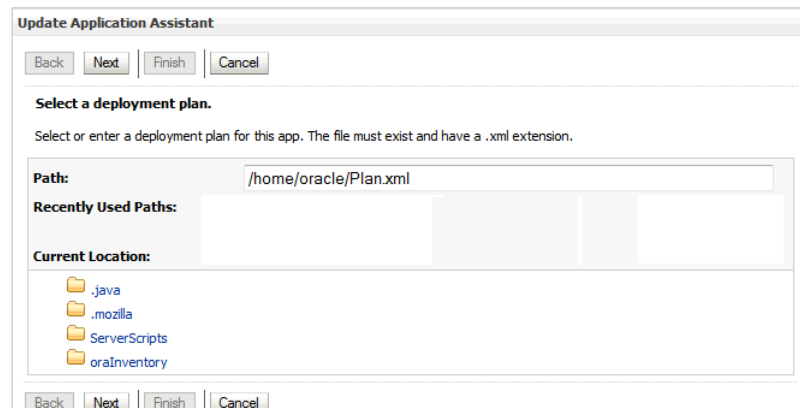 Update Application Assistant
Back Next Finish Cancel
Select a deployment plan.
Select or enter a deployment plan for this app. The file must exist and have a .xml extension.
Path: /home/oracle/Plan.xml
Recently Used Paths:
Current Location:
.java
.mozilla
ServerScripts
oraInventory
Back Next Finish Cancel